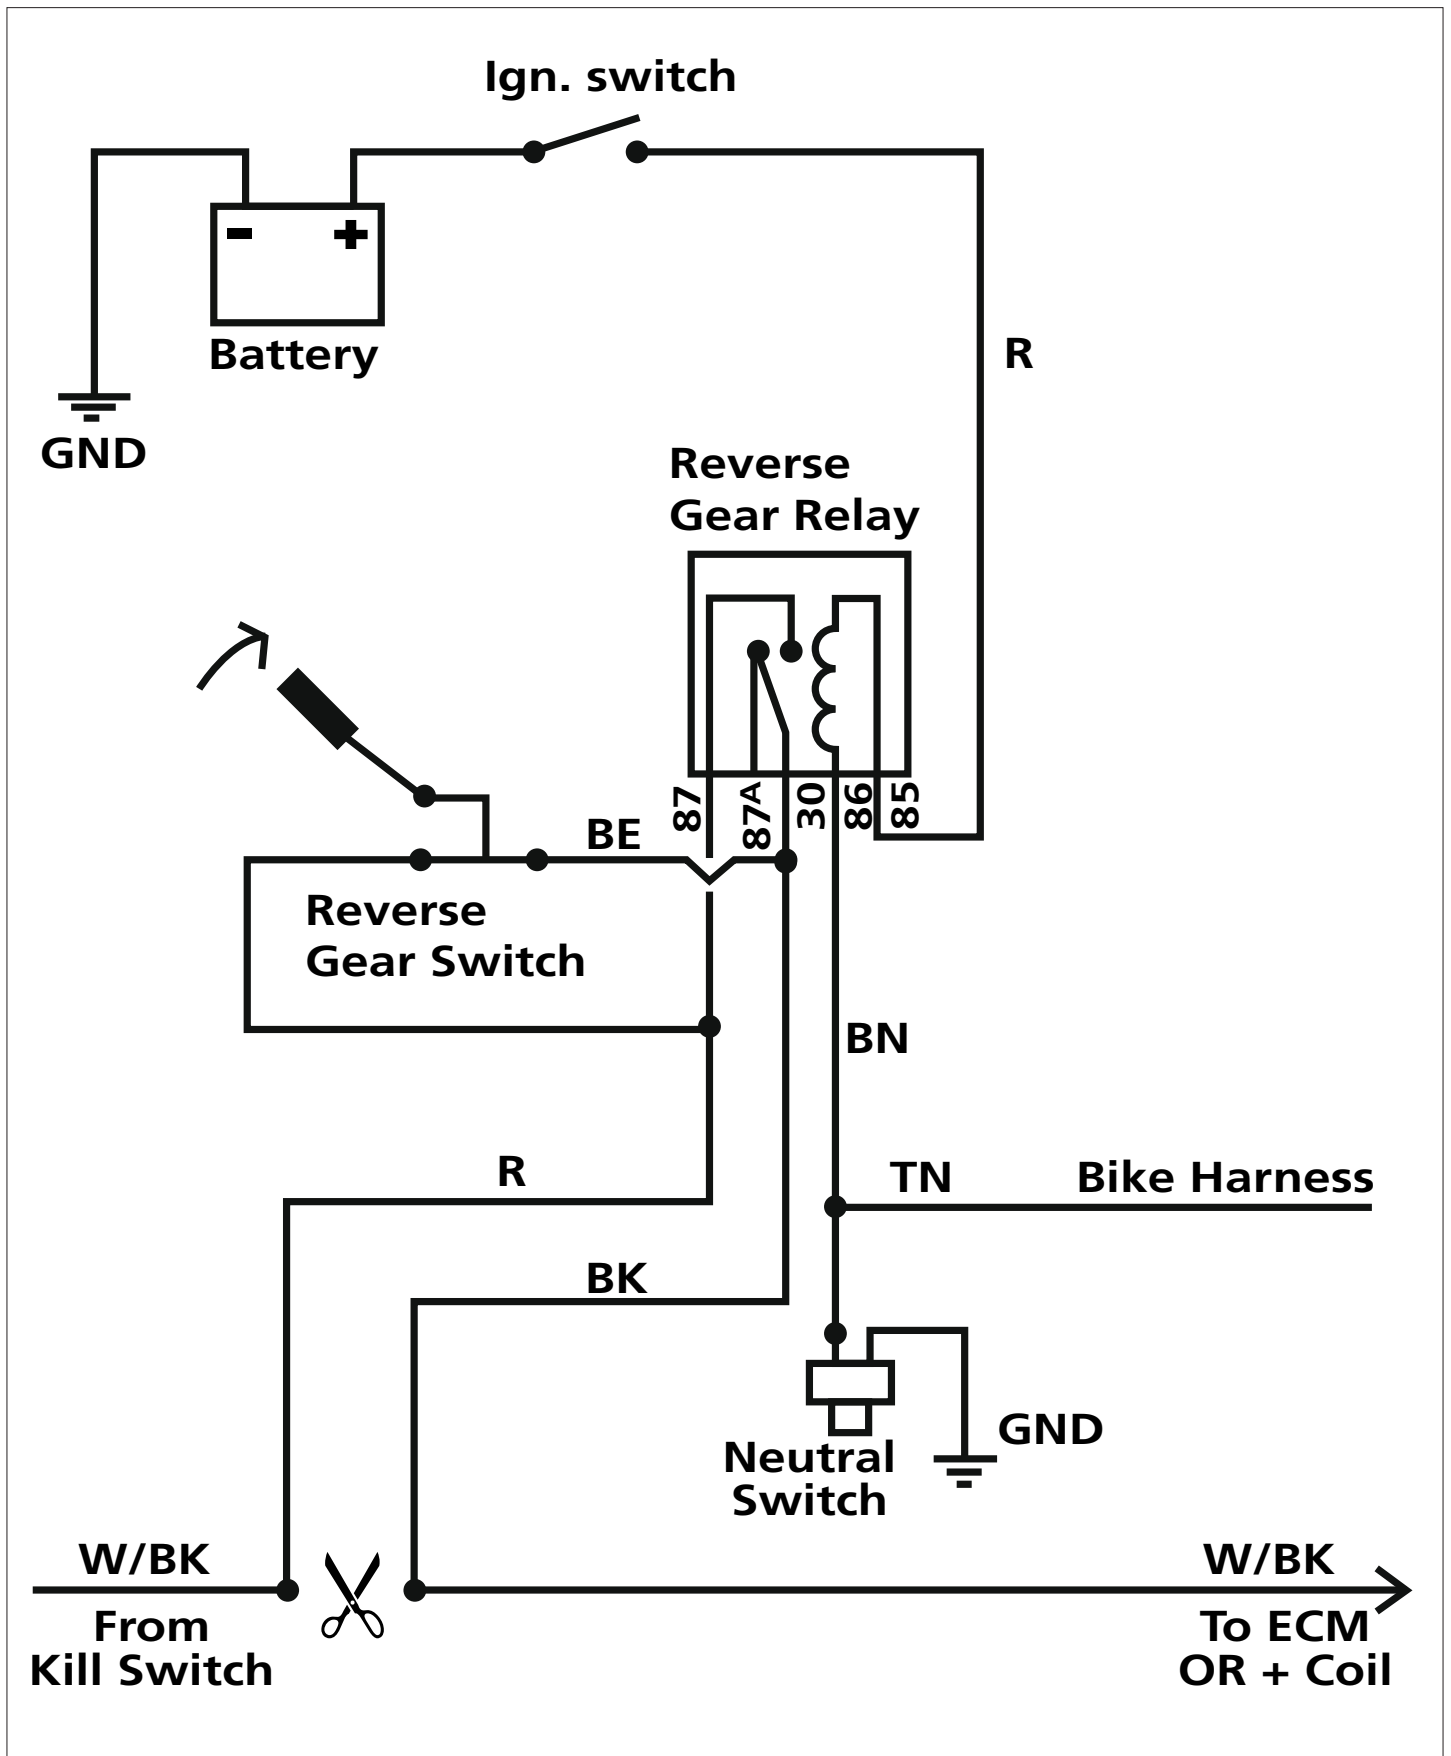 Ign. switch
- +
Battery
R
GND
Reverse
Gear Relay
87 87A 30 86 85
BE
Reverse
Gear Switch
BN
R
TN Bike Harness
BK
GND
Neutral
Switch
W/BK W/BK
From
Kill Switch
To ECM
OR + Coil